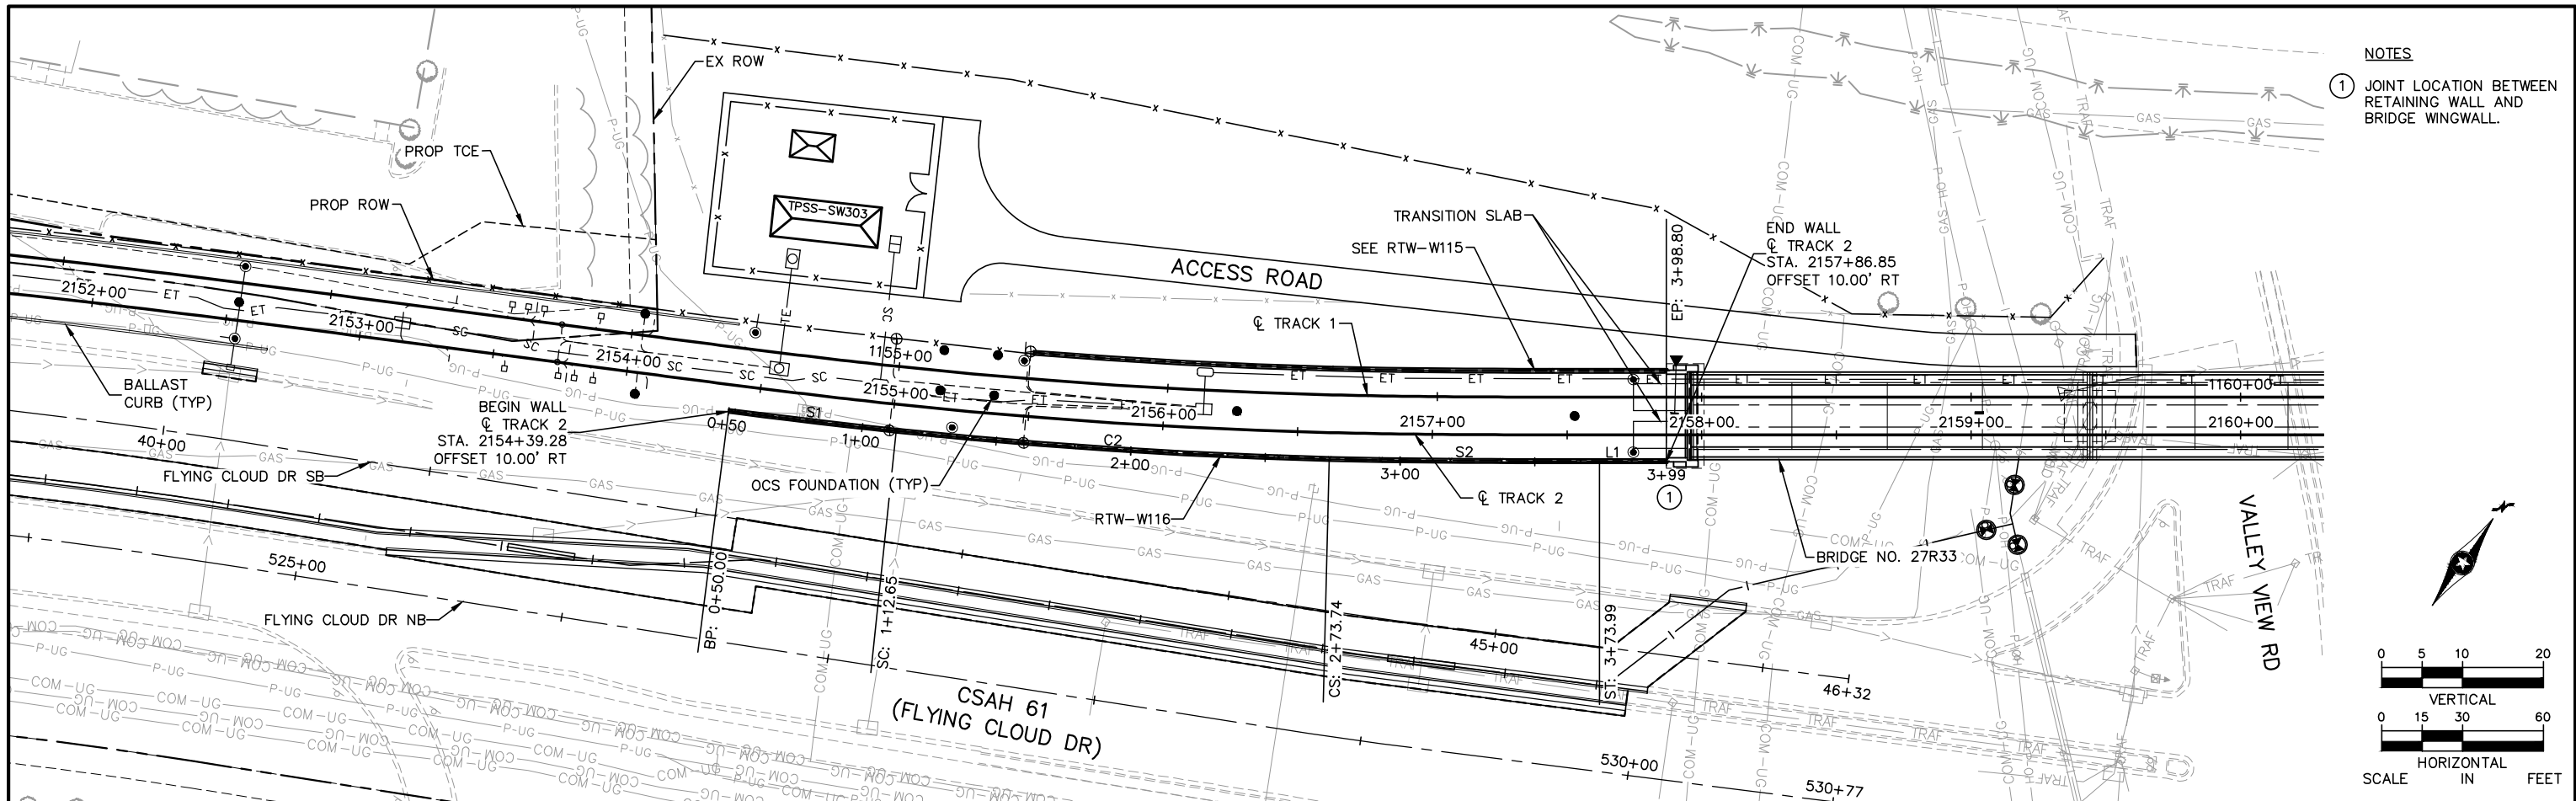 NOTES
1 JOINT LOCATION BETWEEN
RETAINING WALL AND
BRIDGE WINGWALL.
EX ROW
PROP TCE
PROP ROW
TPSS-SW303
ACCESS ROAD
TRANSITION SLAB
SEE RTW-W115
℄ TRACK 1
EP: 3+98.80
END WALL
℄ TRACK 2
STA. 2157+86.85
OFFSET 10.00' RT
2152+00
2153+00
2154+00
1155+00
2155+00
2156+00
2157+00
2158+00
2159+00
1160+00
2160+00
BALLAST
CURB (TYP)
BEGIN WALL
℄ TRACK 2
STA. 2154+39.28
OFFSET 10.00' RT
0+50
S1
1+00
C2
2+00
3+00
S2
L1
3+99
1
40+00
FLYING CLOUD DR SB
OCS FOUNDATION (TYP)
RTW-W116
℄ TRACK 2
BRIDGE NO. 27R33
VALLEY VIEW RD
525+00
FLYING CLOUD DR NB
BP: 0+50.00
SC: 1+12.65
CS: 2+73.74
ST: 3+73.99
45+00
46+32
CSAH 61
(FLYING CLOUD DR)
530+00
530+77
ET
SC
P-UG
GAS
COM-UG
TRAF
0 5 10 20
VERTICAL
0 15 30 60
HORIZONTAL
SCALE IN FEET